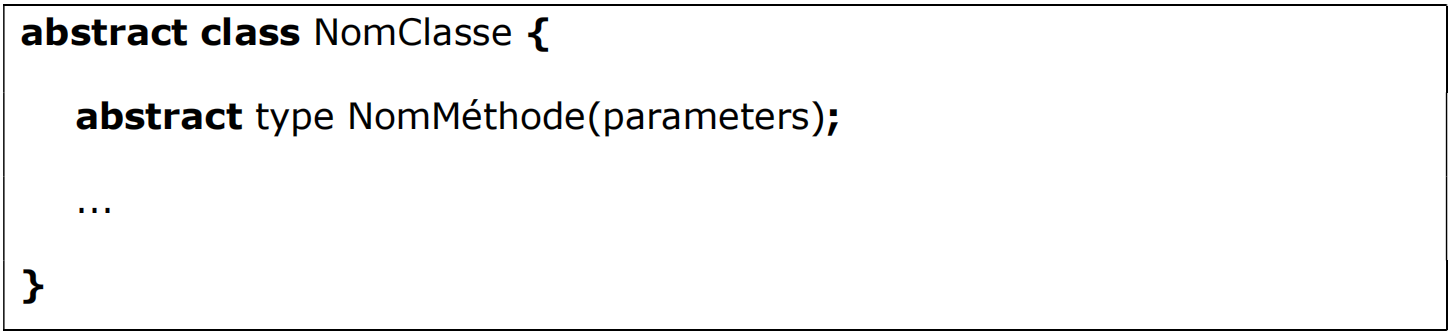 abstract class NomClasse {
abstract type NomMéthode(parameters);
...
}